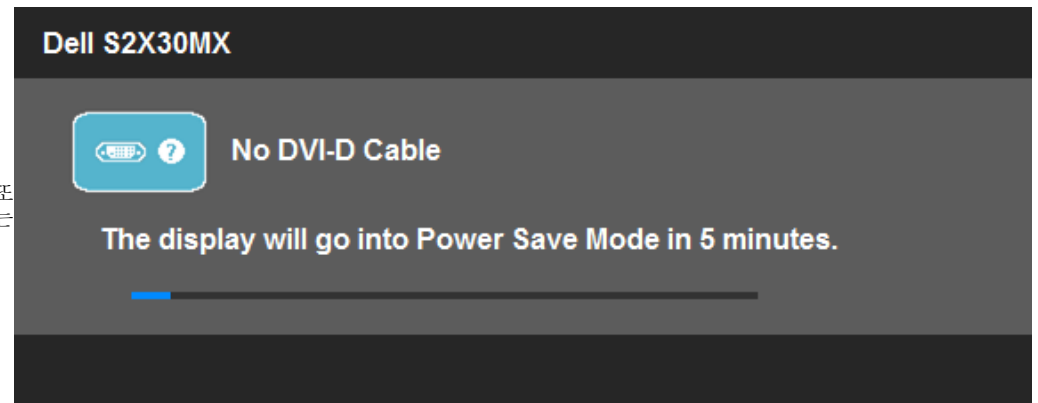 Dell S2X30MX
?
No DVI-D Cable
The display will go into Power Save Mode in 5 minutes.